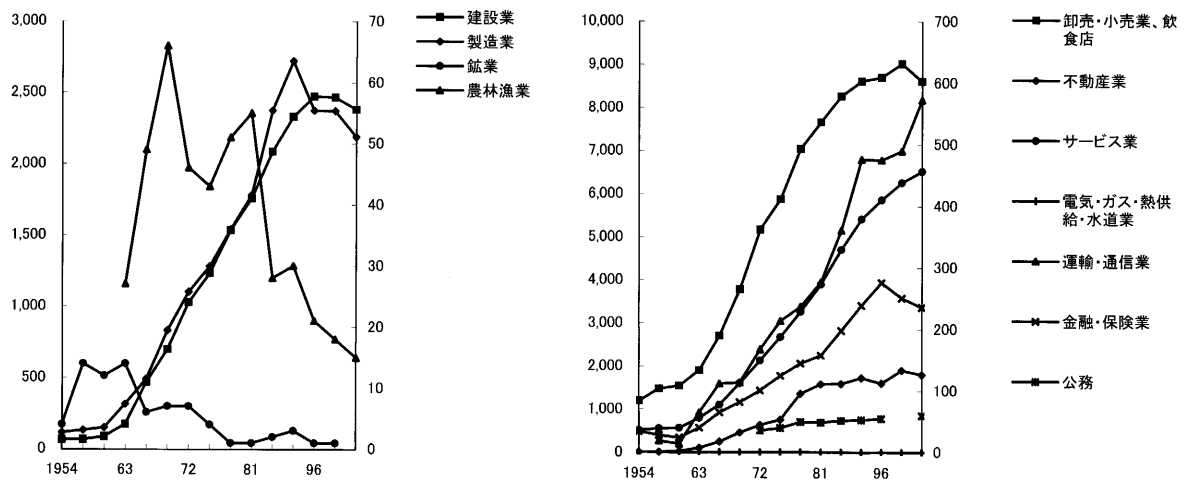 3,000
2,500
2,000
1,500
1,000
500
0
70
60
50
40
30
20
10
0
1954 63 72 81 96
建設業
製造業
鉱業
農林漁業
10,000
9,000
8,000
7,000
6,000
5,000
4,000
3,000
2,000
1,000
0
700
600
500
400
300
200
100
0
1954 63 72 81 96
卸売・小売業、飲
食店
不動産業
サービス業
電気・ガス・熱供
給・水道業
運輸・通信業
金融・保険業
公務